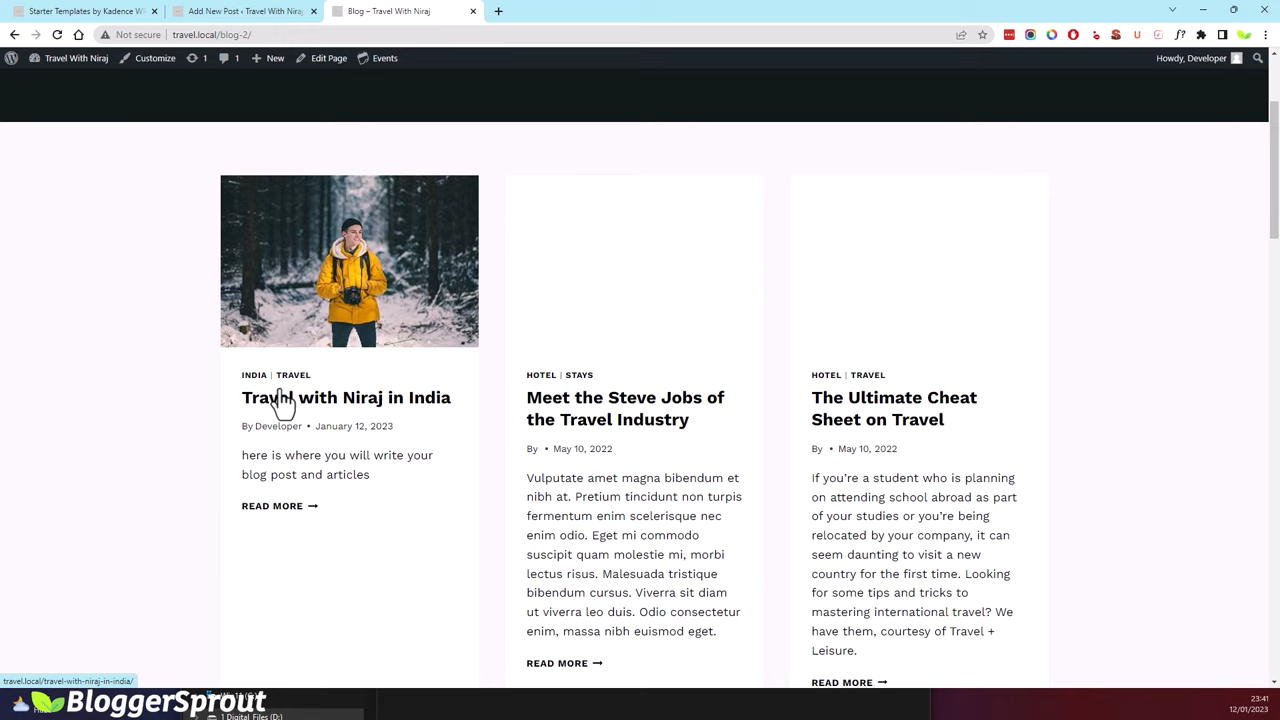 Starter Templates by Kadence W
Add New Post ‹ Travel With Niraj
Blog – Travel With Niraj
Not secure
travel.local/blog-2/
Travel With Niraj
Customize
1
1
New
Edit Page
Events
Howdy, Developer
INDIA | TRAVEL
Travel with Niraj in India
By Developer • January 12, 2023
here is where you will write your
blog post and articles
READ MORE
HOTEL | STAYS
Meet the Steve Jobs of
the Travel Industry
By • May 10, 2022
Vulputate amet magna bibendum et
nibh at. Pretium tincidunt non turpis
fermentum enim scelerisque nec
enim odio. Eget mi commodo
suscipit quam molestie mi, morbi
lectus risus. Malesuada tristique
bibendum cursus. Viverra sit diam
ut viverra leo duis. Odio consectetur
enim, massa nibh euismod eget.
READ MORE
HOTEL | TRAVEL
The Ultimate Cheat
Sheet on Travel
By • May 10, 2022
If you're a student who is planning
on attending school abroad as part
of your studies or you're being
relocated by your company, it can
seem daunting to visit a new
country for the first time. Looking
for some tips and tricks to
mastering international travel? We
have them, courtesy of Travel +
Leisure.
READ MORE
travel.local/travel-with-niraj-in-india/
BloggerSprout
1 Digital Files (D:)
23:41
12/01/2023